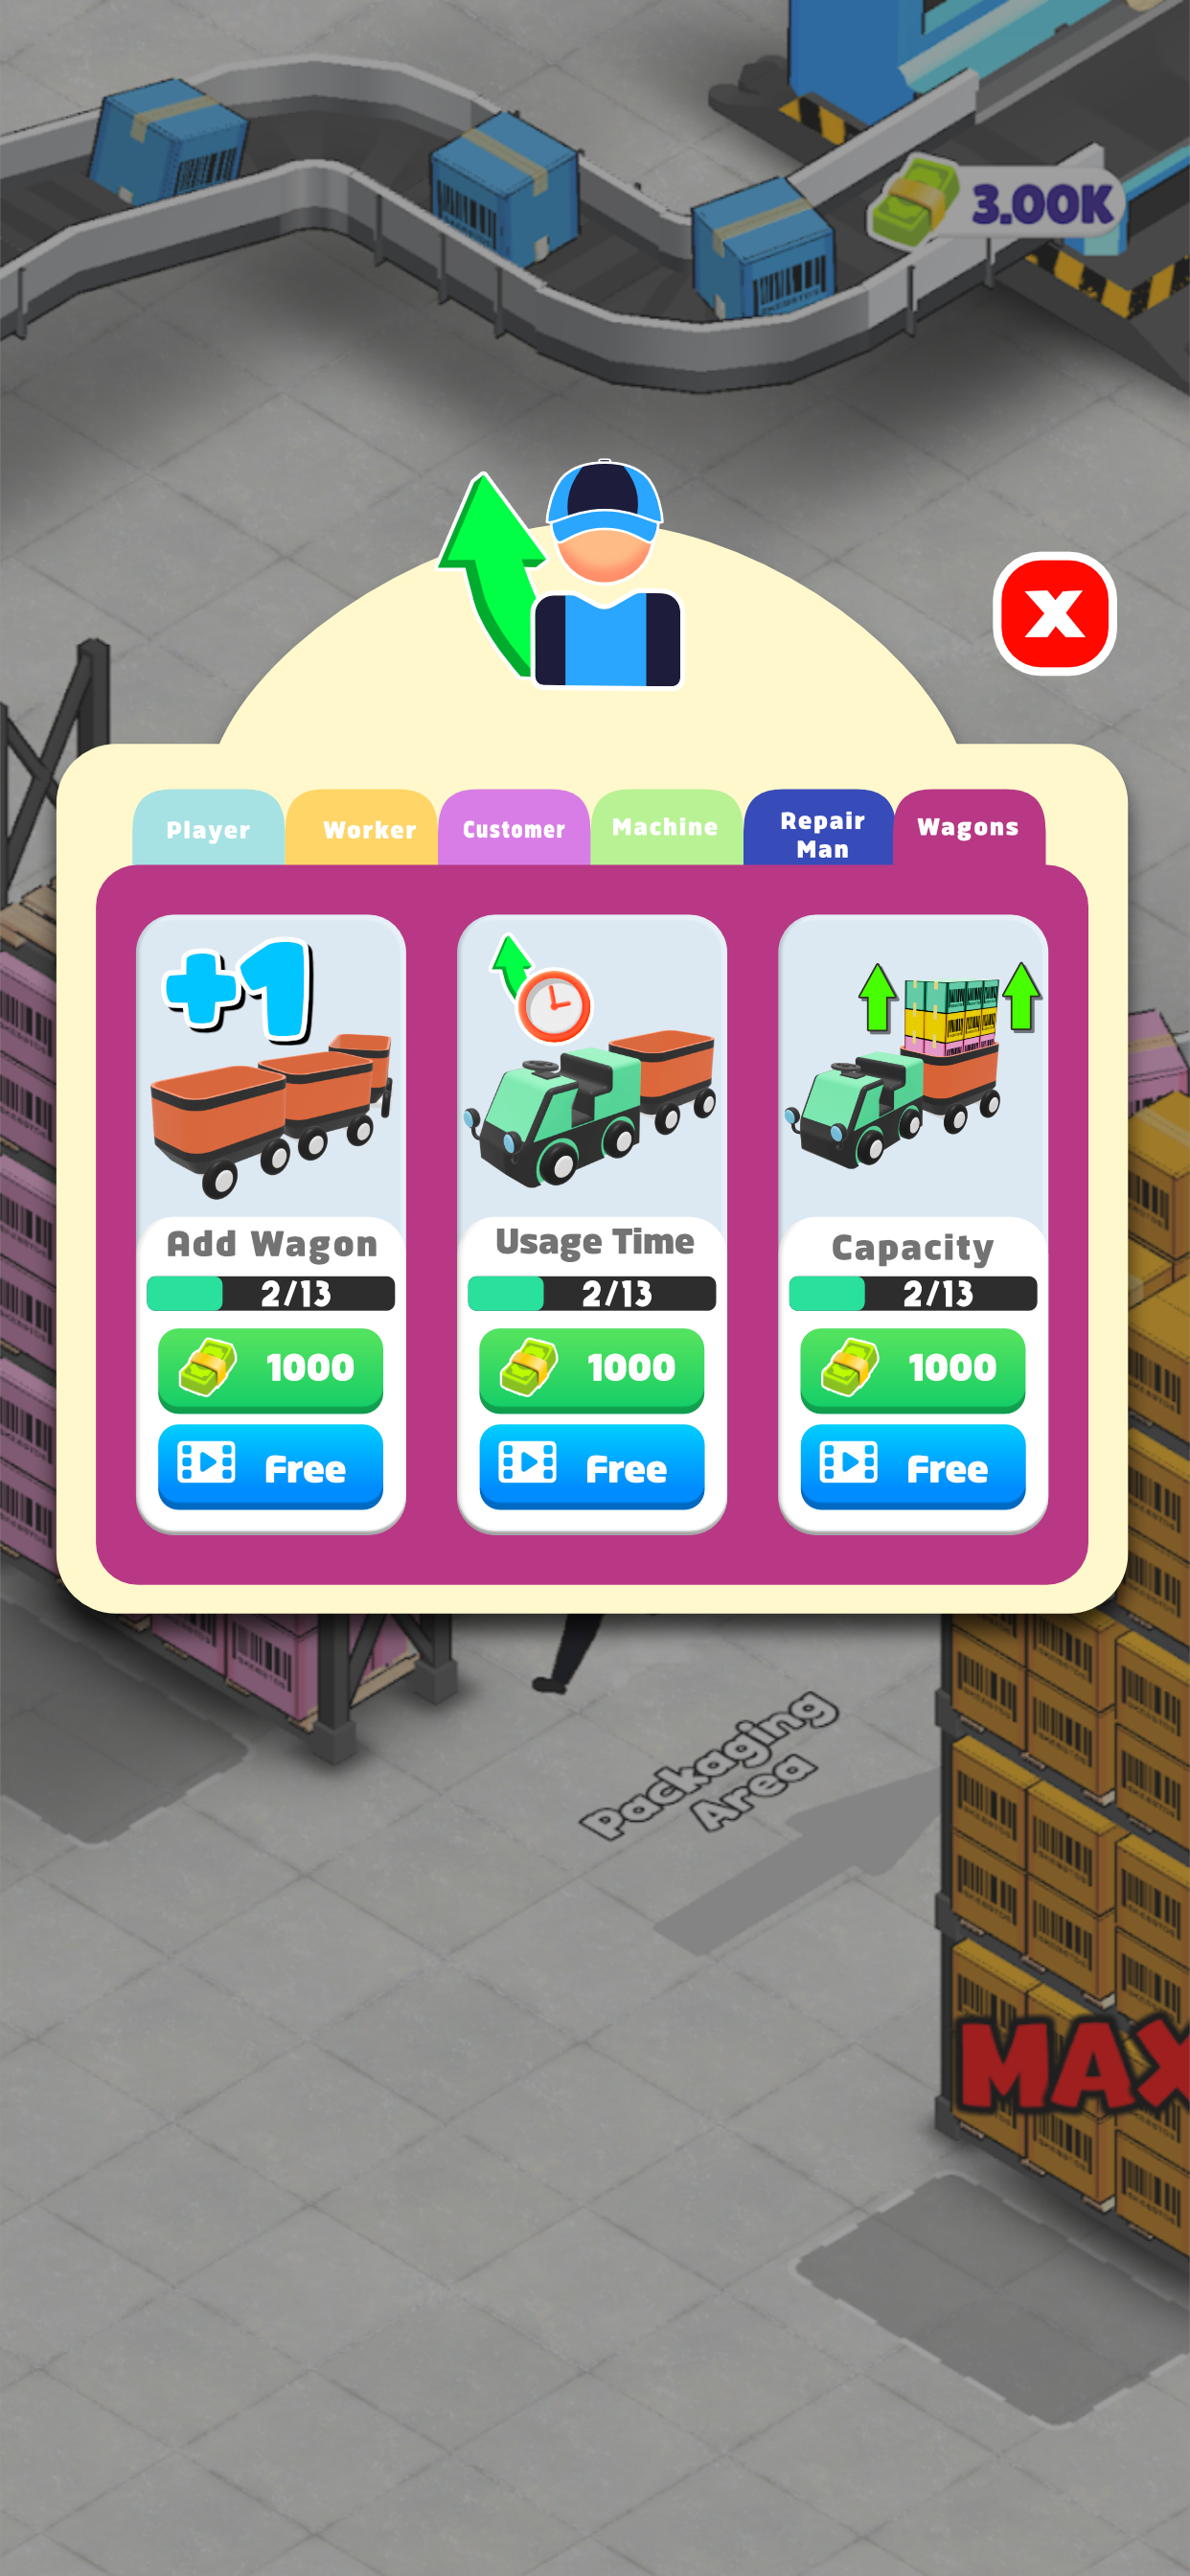 3.00K
X
Player
Worker
Customer
Machine
Repair
Man
Wagons
+1
Add Wagon
2/13
1000
Free
Usage Time
2/13
1000
Free
Capacity
2/13
1000
Free
Packaging
Area
MAX